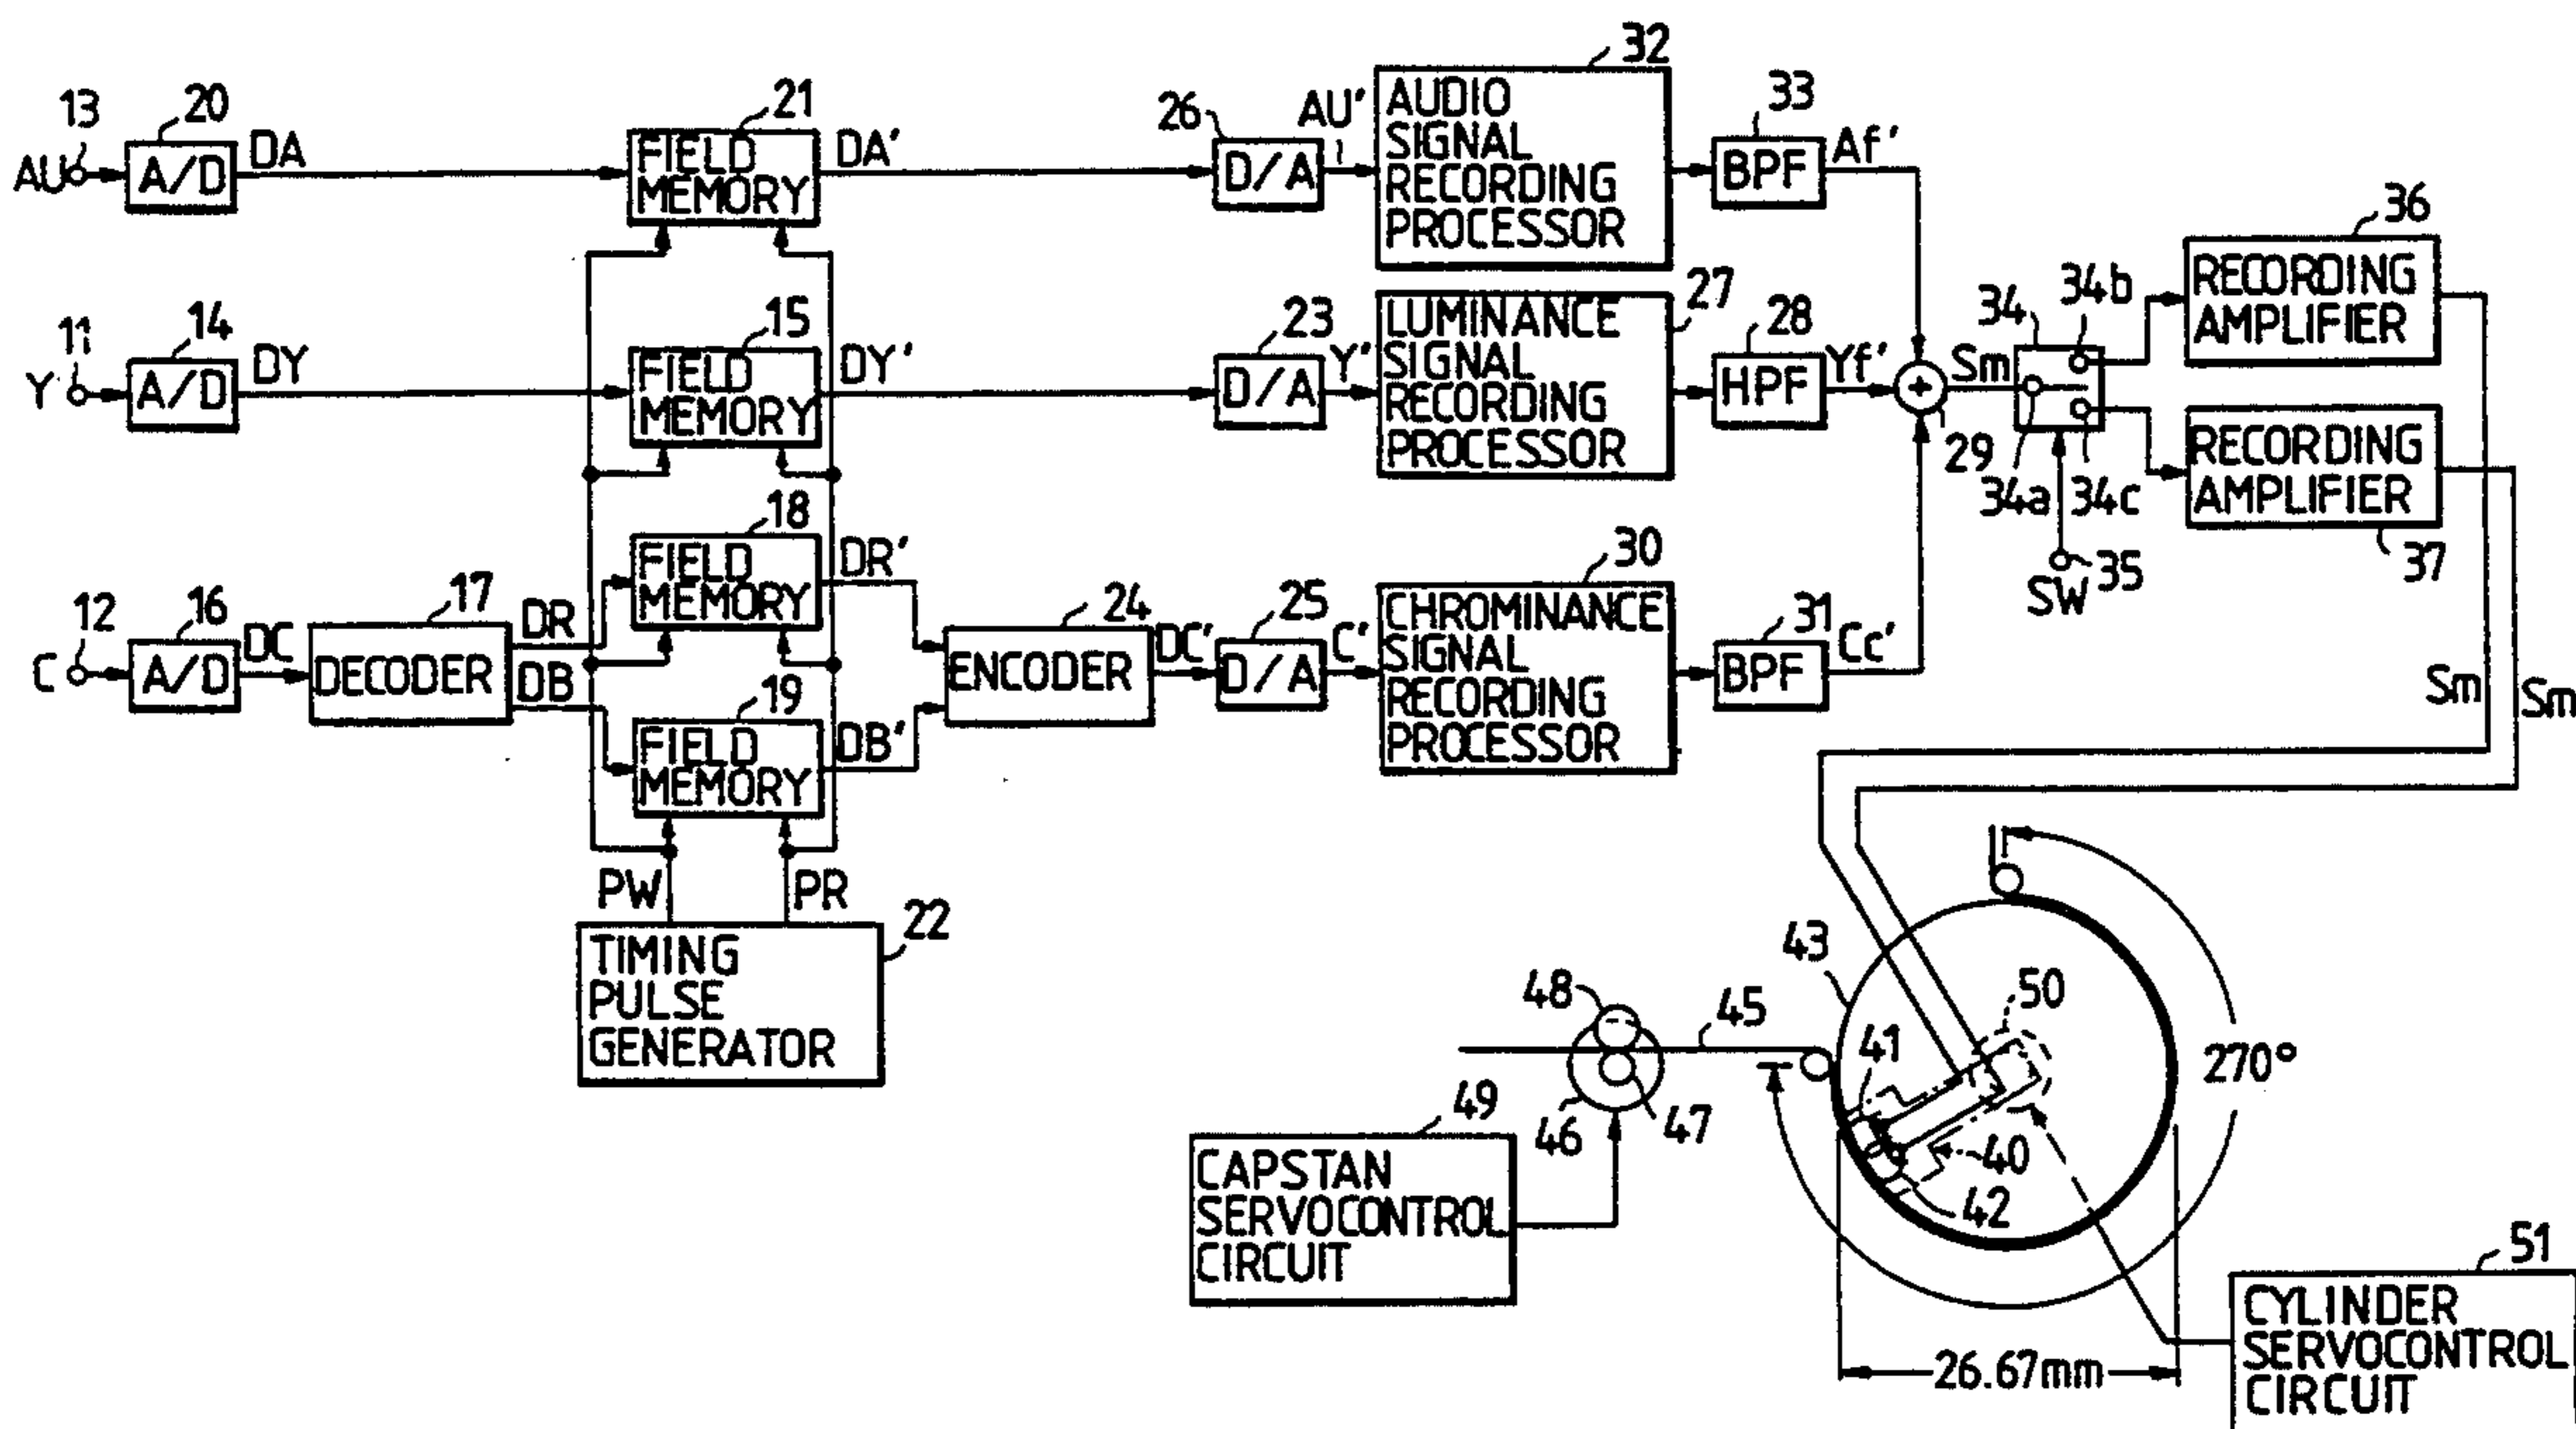 13
AU
20
A/D
DA
21
FIELD
MEMORY
DA'
26
D/A
AU'
32
AUDIO
SIGNAL
RECORDING
PROCESSOR
33
BPF
Af'
11
Y
14
A/D
DY
15
FIELD
MEMORY
DY'
23
D/A
Y'
27
LUMINANCE
SIGNAL
RECORDING
PROCESSOR
28
HPF
Yf'
29
Sm
34
34a
34b
34c
35
SW
36
RECORDING
AMPLIFIER
RECORDING
AMPLIFIER
37
12
C
16
A/D
DC
17
DECODER
DR
DB
18
FIELD
MEMORY
DR'
19
FIELD
MEMORY
DB'
24
ENCODER
DC'
25
D/A
C'
30
CHROMINANCE
SIGNAL
RECORDING
PROCESSOR
31
BPF
Cc'
Sm
Sm
PW
PR
22
TIMING
PULSE
GENERATOR
43
48
45
50
41
270°
46
47
40
42
49
CAPSTAN
SERVOCONTROL
CIRCUIT
26.67mm
51
CYLINDER
SERVOCONTROL
CIRCUIT